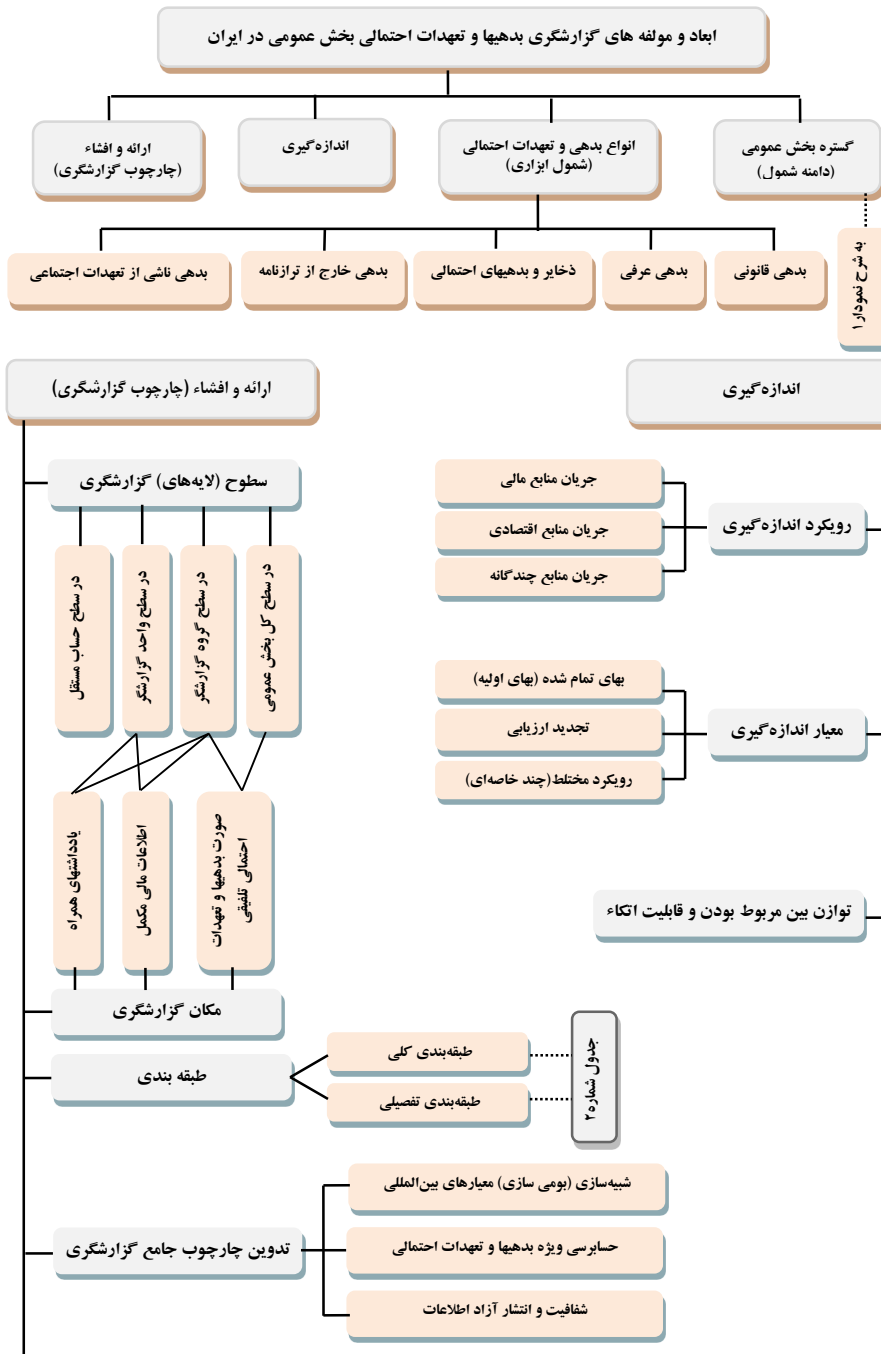 ابعاد و مولفه های گزارشگری بدهیها و تعهدات احتمالی بخش عمومی در ایران
گستره بخش عمومی
(دامنه شمول)
انواع بدهی و تعهدات احتمالی
(شمول ابزاری)
اندازه‌گیری
ارائه و افشاء
(چارچوب گزارشگری)
به شرح نمودار ۱
بدهی قانونی
بدهی عرفی
ذخایر و بدهیهای احتمالی
بدهی خارج از ترازنامه
بدهی ناشی از تعهدات اجتماعی
اندازه‌گیری
رویکرد اندازه‌گیری
جریان منابع مالی
جریان منابع اقتصادی
جریان منابع چندگانه
معیار اندازه‌گیری
بهای تمام شده (بهای اولیه)
تجدید ارزیابی
رویکرد مختلط(چند خاصه‌ای)
توازن بین مربوط بودن و قابلیت اتکاء
ارائه و افشاء (چارچوب گزارشگری)
سطوح (لایه‌های) گزارشگری
در سطح کل بخش عمومی
در سطح گروه گزارشگر
در سطح واحد گزارشگر
در سطح حساب مستقل
صورت بدهیها و تعهدات
احتمالی تلفیقی
اطلاعات مالی مکمل
یادداشتهای همراه
مکان گزارشگری
طبقه بندی
طبقه‌بندی کلی
طبقه‌بندی تفصیلی
جدول شماره ۲
تدوین چارچوب جامع گزارشگری
شبیه‌سازی (بومی سازی) معیارهای بین‌المللی
حسابرسی ویژه بدهیها و تعهدات احتمالی
شفافیت و انتشار آزاد اطلاعات